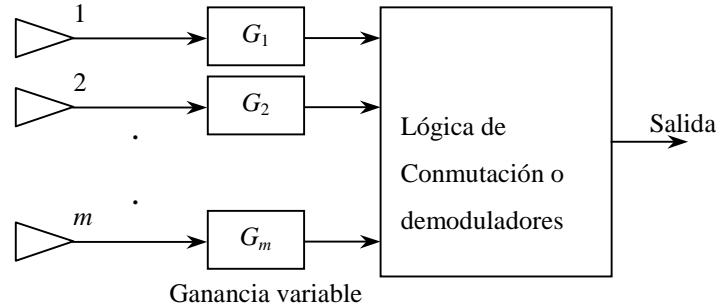 1
G1
2
G2
Lógica de
Conmutación o
demoduladores
Salida
m
Gm
Ganancia variable